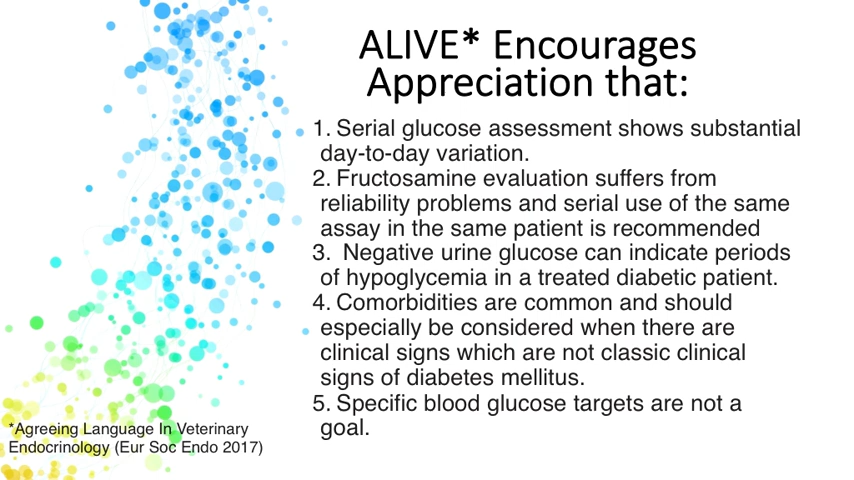 ALIVE* Encourages
Appreciation that:
1. Serial glucose assessment shows substantial
day-to-day variation.
2. Fructosamine evaluation suffers from
reliability problems and serial use of the same
assay in the same patient is recommended
3. Negative urine glucose can indicate periods
of hypoglycemia in a treated diabetic patient.
4. Comorbidities are common and should
especially be considered when there are
clinical signs which are not classic clinical
signs of diabetes mellitus.
5. Specific blood glucose targets are not a
goal.
*Agreeing Language In Veterinary
Endocrinology (Eur Soc Endo 2017)